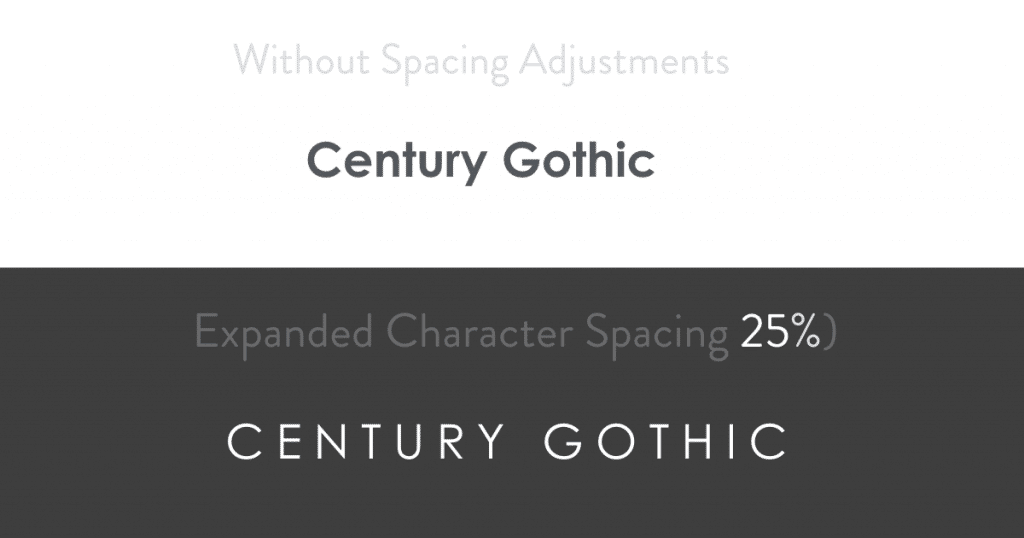 Without Spacing Adjustments
Century Gothic
Expanded Character Spacing 25%)
CENTURY GOTHIC